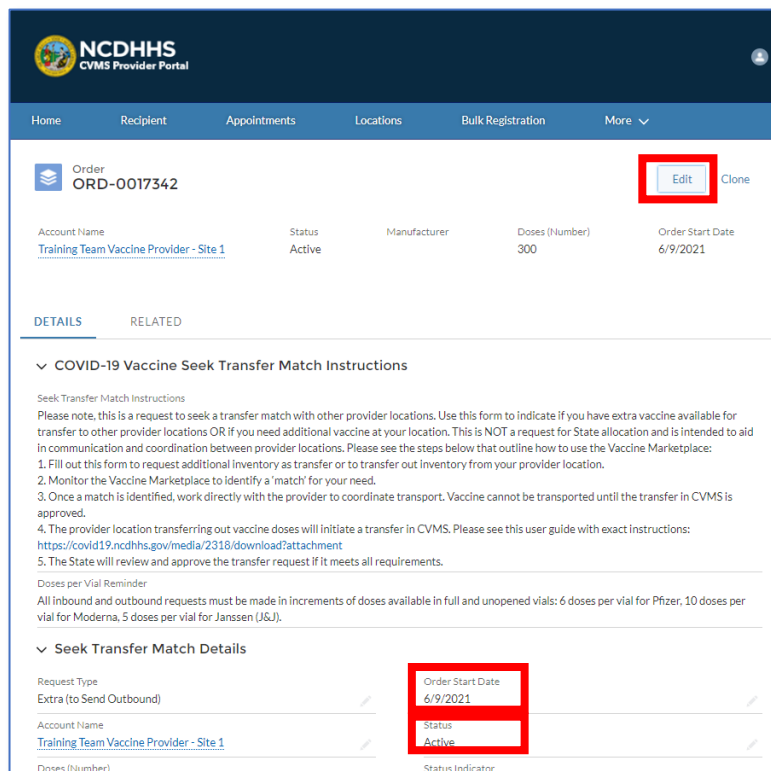 NCDHHS
CVMS Provider Portal
Home Recipient Appointments Locations Bulk Registration More
Order
ORD-0017342
Edit Clone
Account Name Status Manufacturer Doses (Number) Order Start Date
Training Team Vaccine Provider - Site 1 Active 300 6/9/2021
DETAILS RELATED
COVID-19 Vaccine Seek Transfer Match Instructions
Seek Transfer Match Instructions
Please note, this is a request to seek a transfer match with other provider locations. Use this form to indicate if you have extra vaccine available for
transfer to other provider locations OR if you need additional vaccine at your location. This is NOT a request for State allocation and is intended to aid
in communication and coordination between provider locations. Please see the steps below that outline how to use the Vaccine Marketplace:
1. Fill out this form to request additional inventory as transfer or to transfer out inventory from your provider location.
2. Monitor the Vaccine Marketplace to identify a 'match' for your need.
3. Once a match is identified, work directly with the provider to coordinate transport. Vaccine cannot be transported until the transfer in CVMS is
approved.
4. The provider location transferring out vaccine doses will initiate a transfer in CVMS. Please see this user guide with exact instructions:
https://covid19.ncdhhs.gov/media/2318/download?attachment
5. The State will review and approve the transfer request if it meets all requirements.
Doses per Vial Reminder
All inbound and outbound requests must be made in increments of doses available in full and unopened vials: 6 doses per vial for Pfizer, 10 doses per
vial for Moderna, 5 doses per vial for Janssen (J&J).
Seek Transfer Match Details
Request Type Order Start Date
Extra (to Send Outbound) 6/9/2021
Account Name Status
Training Team Vaccine Provider - Site 1 Active
Doses (Number) Status Indicator